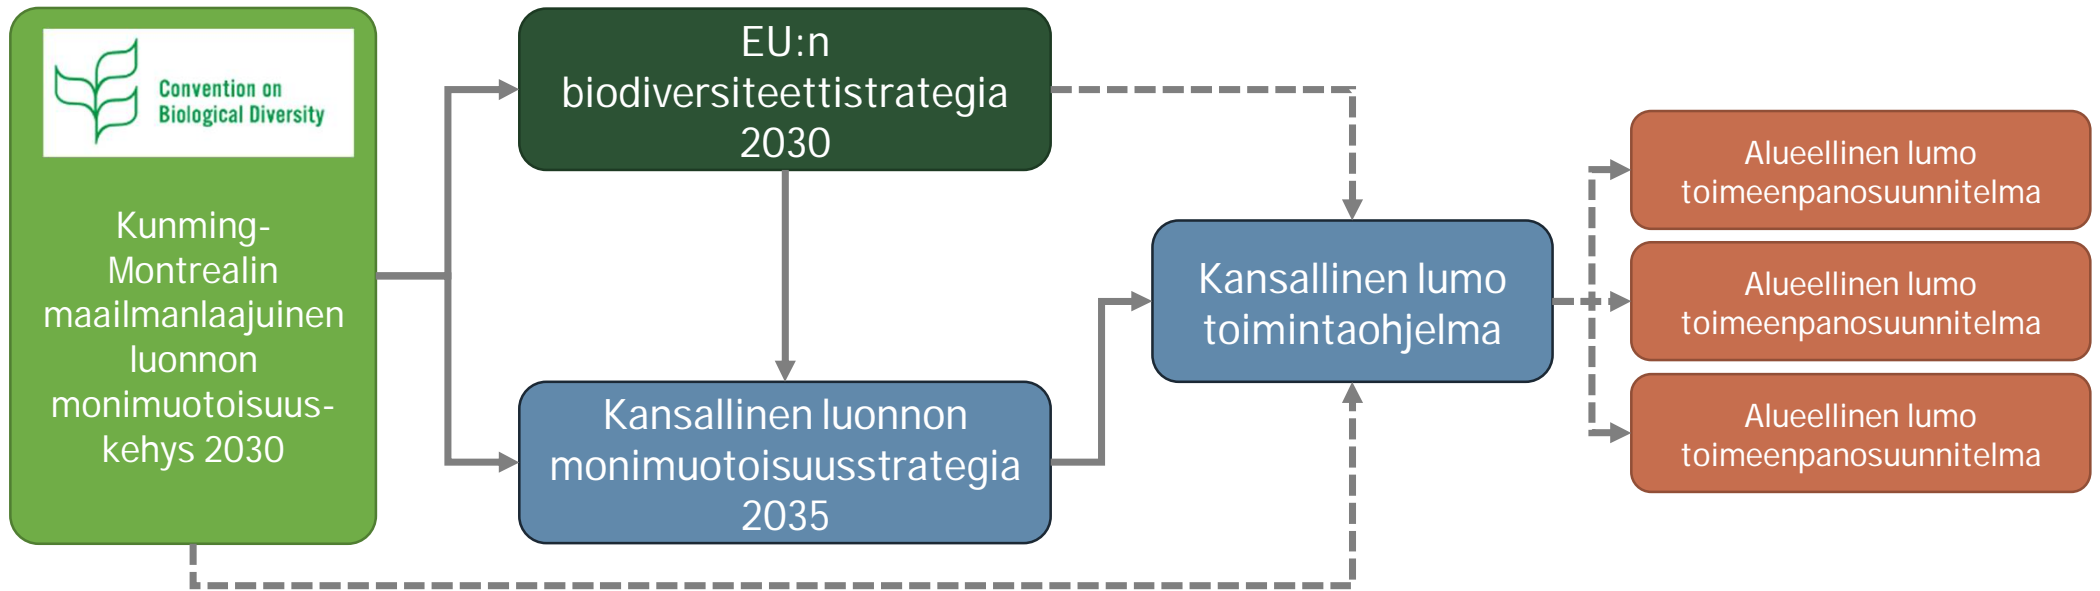 Convention on
Biological Diversity
Kunming-
Montrealin
maailmanlaajuinen
luonnon
monimuotoisuus-
kehys 2030
EU:n
biodiversiteettistrategia
2030
Kansallinen luonnon
monimuotoisuusstrategia
2035
Kansallinen lumo
toimintaohjelma
Alueellinen lumo
toimeenpanosuunnitelma
Alueellinen lumo
toimeenpanosuunnitelma
Alueellinen lumo
toimeenpanosuunnitelma